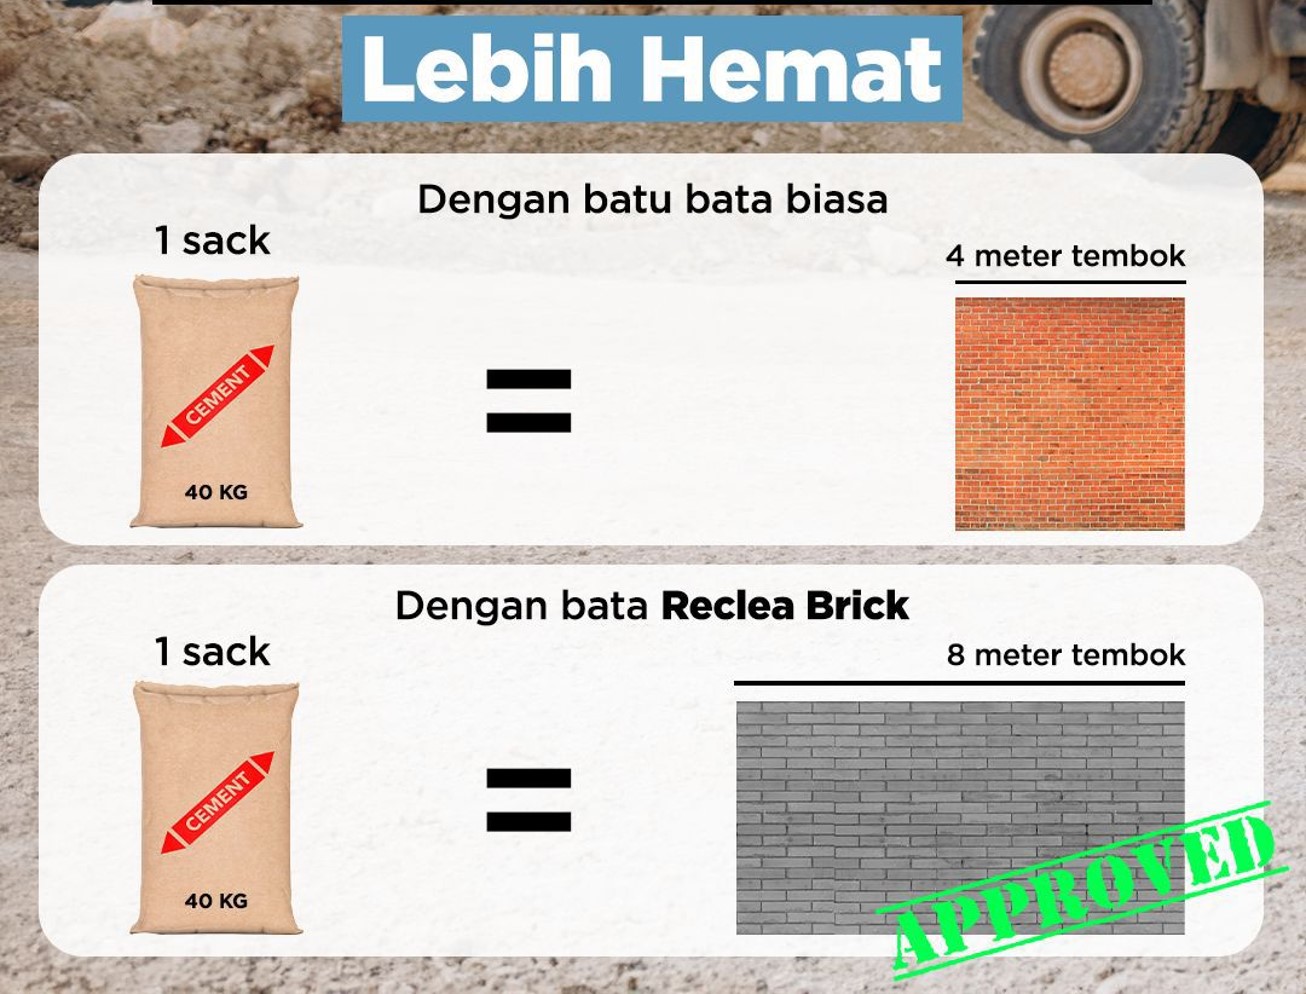 Lebih Hemat
Dengan batu bata biasa
1 sack
4 meter tembok
CEMENT
40 KG
Dengan bata Reclea Brick
1 sack
8 meter tembok
CEMENT
40 KG
APPROVED